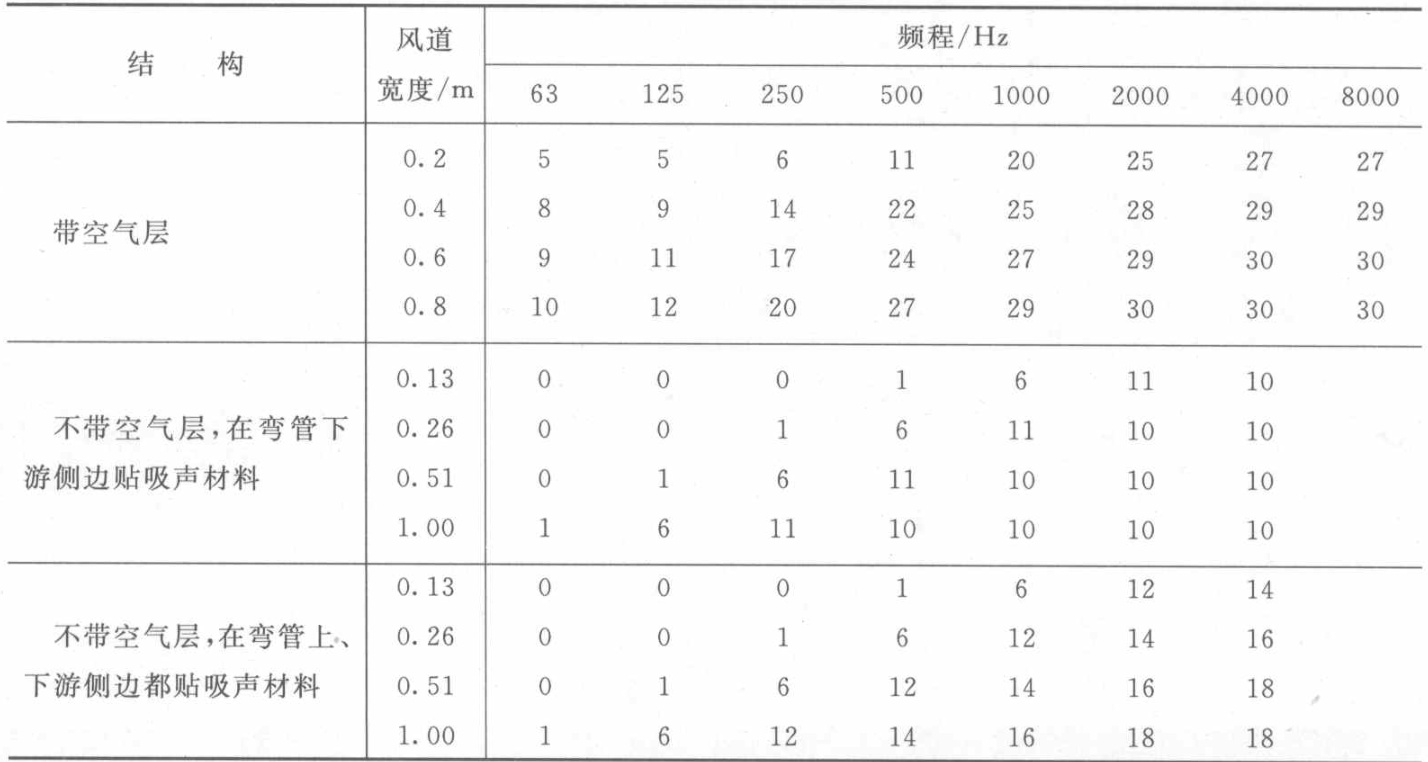 结 构 风道 宽度/m 频程/Hz
63 125 250 500 1000 2000 4000 8000
带空气层
0.2 5 5 6 11 20 25 27 27
0.4 8 9 14 22 25 28 29 29
0.6 9 11 17 24 27 29 30 30
0.8 10 12 20 27 29 30 30 30
不带空气层,在弯管下
游侧边贴吸声材料
0.13 0 0 0 1 6 11 10
0.26 0 0 1 6 11 10 10
0.51 0 1 6 11 10 10 10
1.00 1 6 11 10 10 10 10
不带空气层,在弯管上、
下游侧边都贴吸声材料
0.13 0 0 0 1 6 12 14
0.26 0 0 1 6 12 14 16
0.51 0 1 6 12 14 16 18
1.00 1 6 12 14 16 18 18